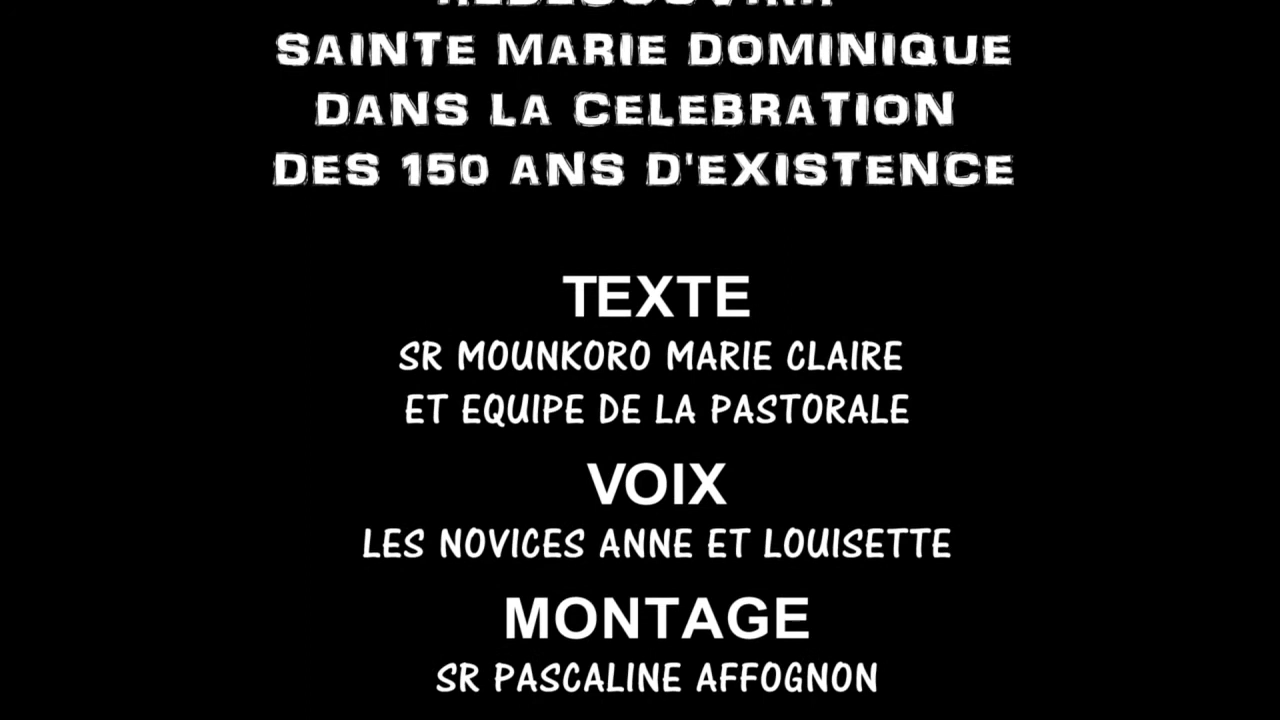 SAINTE MARIE DOMINIQUE
DANS LA CELEBRATION
DES 150 ANS D'EXISTENCE
TEXTE
SR MOUNKORO MARIE CLAIRE
ET EQUIPE DE LA PASTORALE
VOIX
LES NOVICES ANNE ET LOUISETTE
MONTAGE
SR PASCALINE AFFOGNON